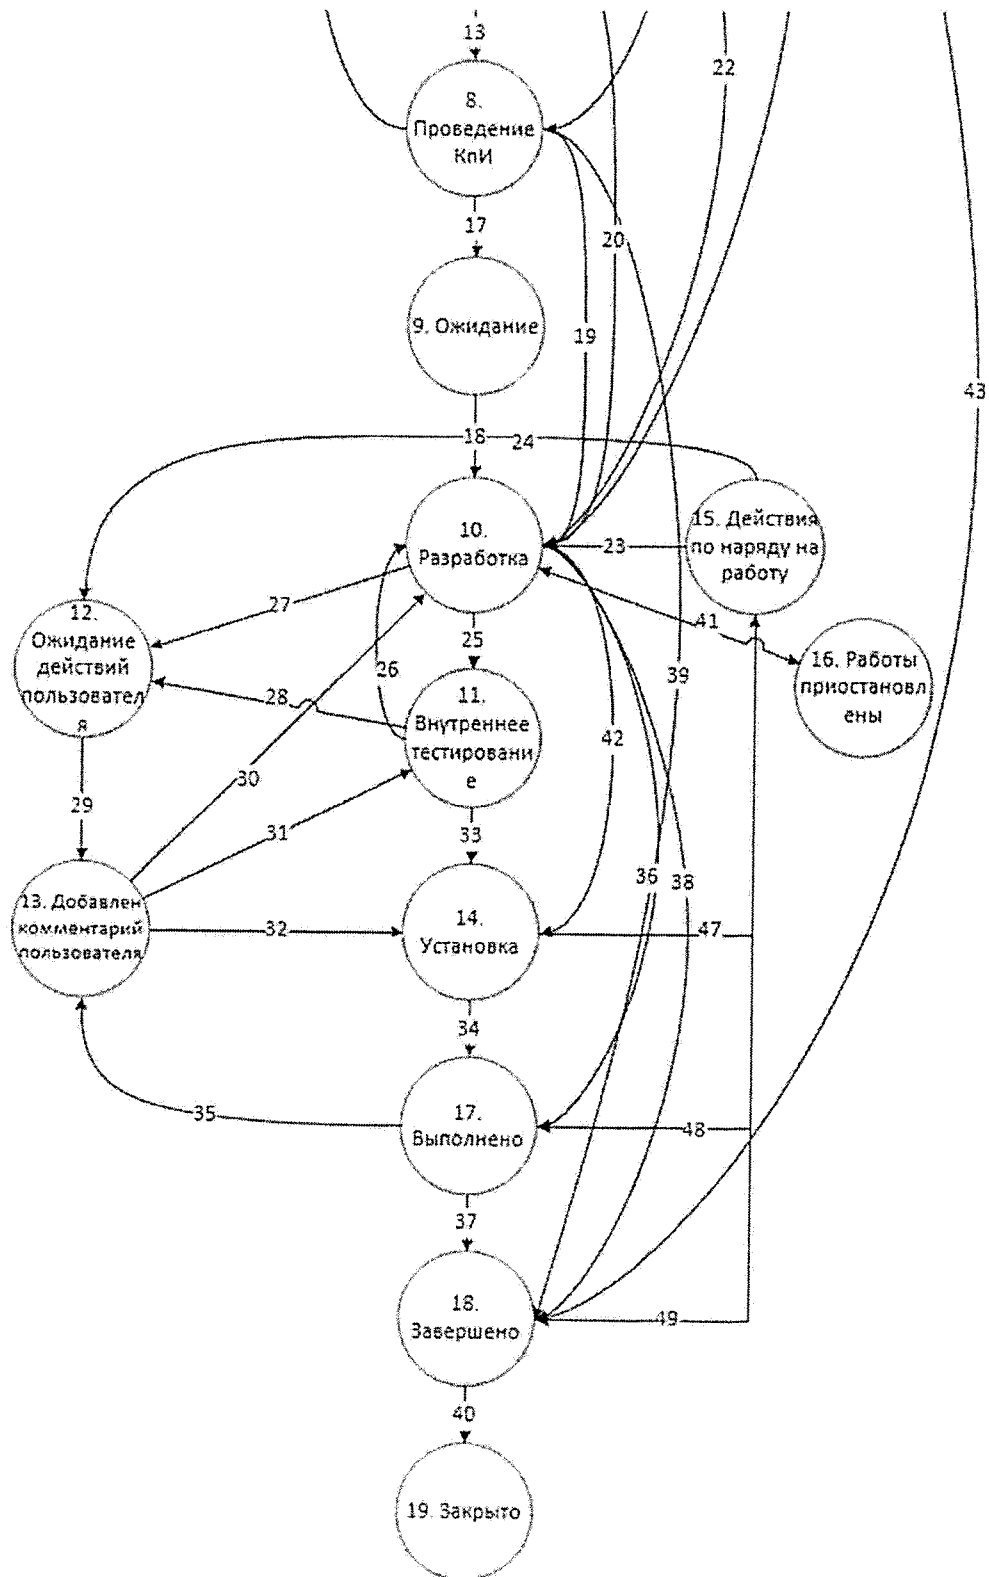 13
22
8.
Проведение
КпИ
17
20
9. Ожидание
19
43
18
24
10.
Разработка
15. Действия
по наряду на
работу
23
27
12.
Ожидание
действий
пользовател
я
25
41
16. Работы
приостановл
ены
26
39
28
11.
Внутреннее
тестировани
е
42
30
29
31
33
36
38
13. Добавлен
комментарий
пользователя
32
14.
Установка
47
34
35
17.
Выполнено
48
37
18.
Завершено
49
40
19. Закрыто